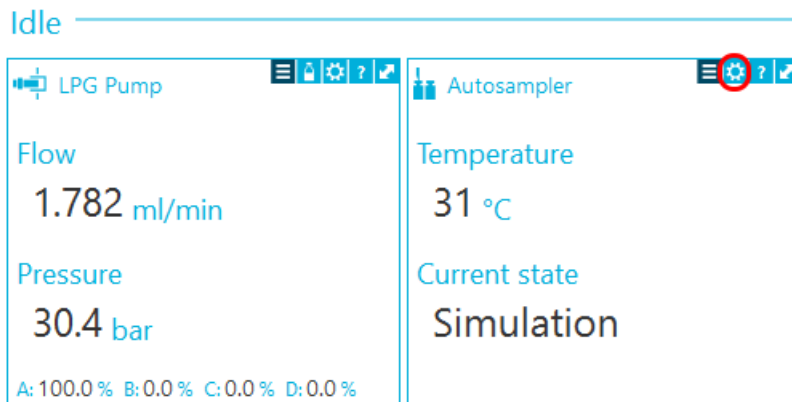 Idle
LPG Pump
?
Flow
1.782 ml/min
Pressure
30.4 bar
A: 100.0 % B: 0.0 % C: 0.0 % D: 0.0 %
Autosampler
?
Temperature
31 °C
Current state
Simulation